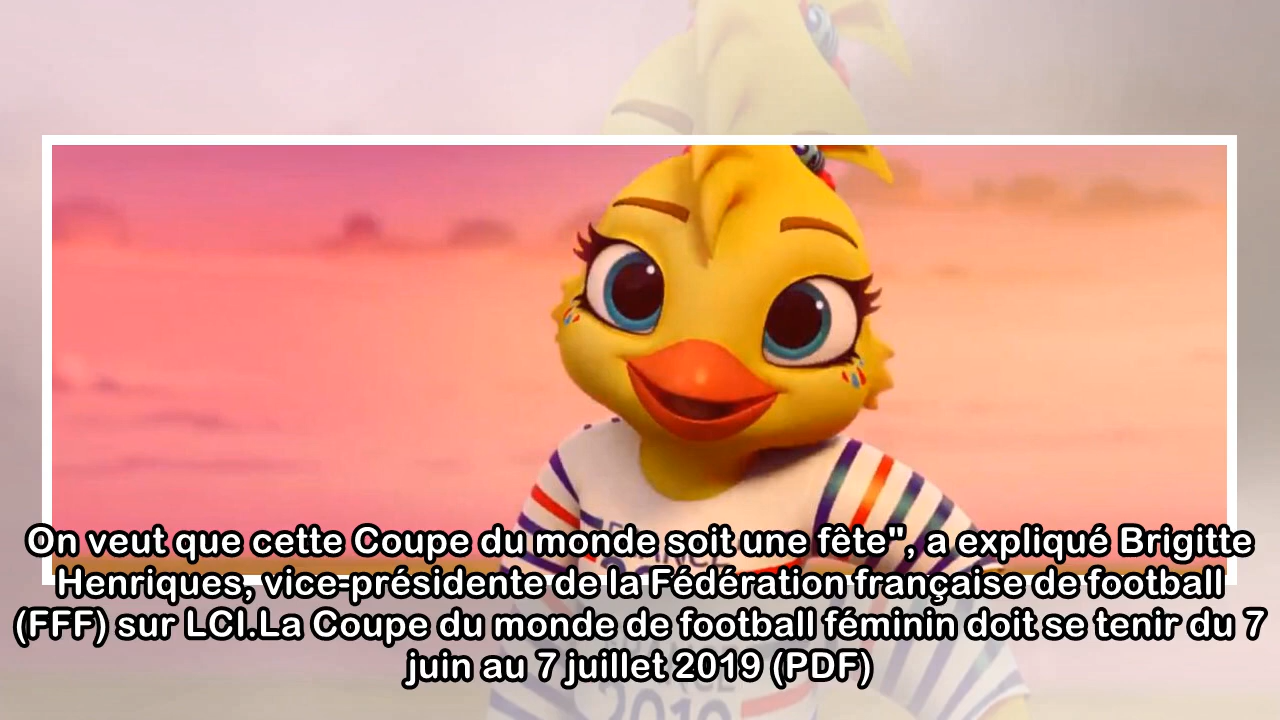 On veut que cette Coupe du monde soit une fête", a expliqué Brigitte
Henriques, vice-présidente de la Fédération française de football
(FFF) sur LCI.La Coupe du monde de football féminin doit se tenir du 7
juin au 7 juillet 2019 (PDF)
2019